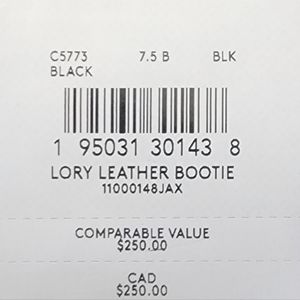 C5773 7.5 B BLK
BLACK
1 95031 30143 8
LORY LEATHER BOOTIE
11000148JAX
COMPARABLE VALUE
$250.00
CAD
$250.00